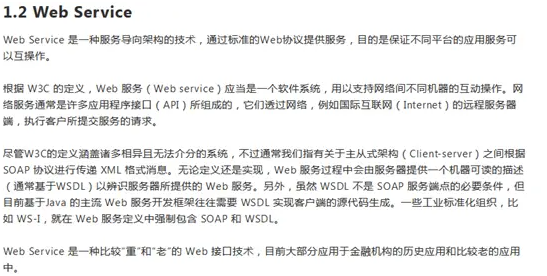 1.2 Web Service
Web Service 是一种服务导向架构的技术，通过标准的Web协议提供服务，目的是保证不同平台的应用服务可
以互操作。
根据 W3C 的定义，Web 服务（Web service）应当是一个软件系统，用以支持网络间不同机器的互动操作。网
络服务通常是许多应用程序接口（API）所组成的，它们透过网络，例如国际互联网（Internet）的远程服务器
端，执行客户所提交服务的请求。
尽管W3C的定义涵盖诸多相异且无法介分的系统，不过通常我们指有关于主从式架构（Client-server）之间根据
SOAP 协议进行传递 XML 格式消息。无论定义还是实现，Web 服务过程中会由服务器提供一个机器可读的描述
（通常基于WSDL）以辨识服务器所提供的 Web 服务。另外，虽然 WSDL 不是 SOAP 服务端点的必要条件，但
目前基于Java 的主流 Web 服务开发框架往往需要 WSDL 实现客户端的源代码生成。一些工业标准化组织，比
如 WS-I，就在 Web 服务定义中强制包含 SOAP 和 WSDL。
Web Service 是一种比较“重”和“老”的 Web 接口技术，目前大部分应用于金融机构的历史应用和比较老的应用
中。